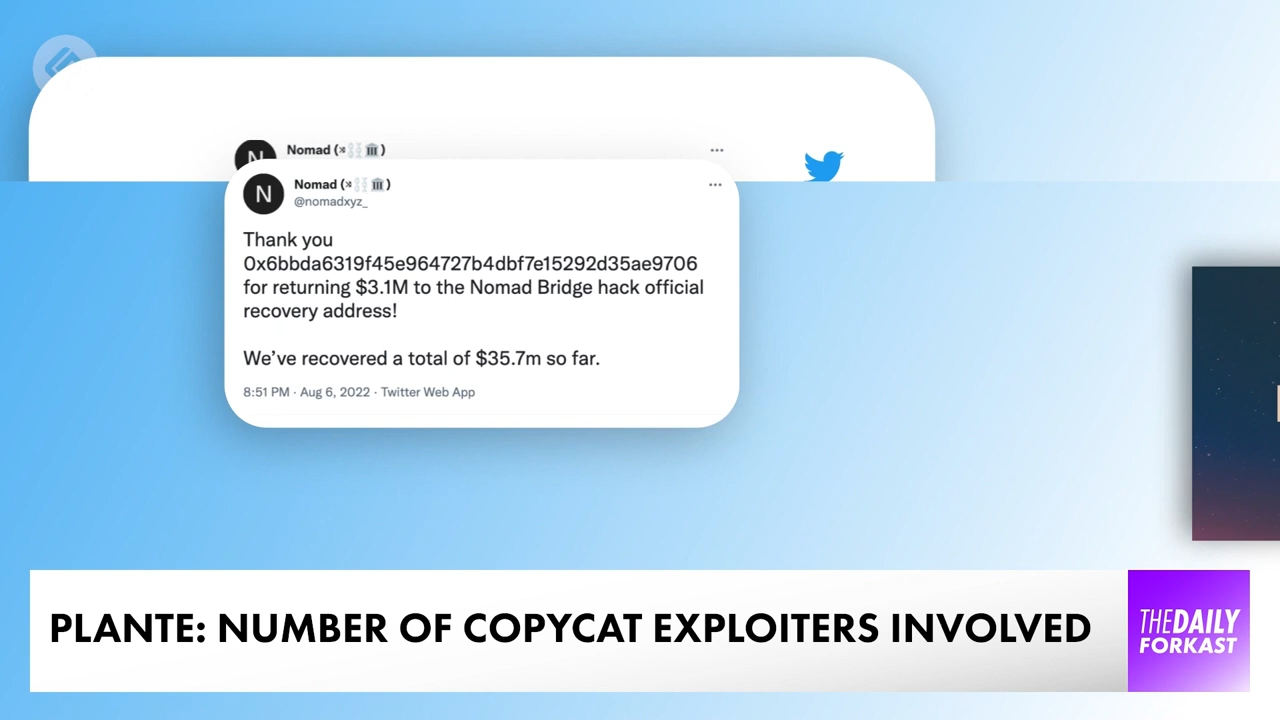 Nomad (⤭⛓🏛)
N
Nomad (⤭⛓🏛)
@nomadxyz_
N
Thank you
0x6bbda6319f45e964727b4dbf7e15292d35ae9706
for returning $3.1M to the Nomad Bridge hack official
recovery address!
We've recovered a total of $35.7m so far.
8:51 PM · Aug 6, 2022 · Twitter Web App
PLANTE: NUMBER OF COPYCAT EXPLOITERS INVOLVED
THEDAILY
FORKAST